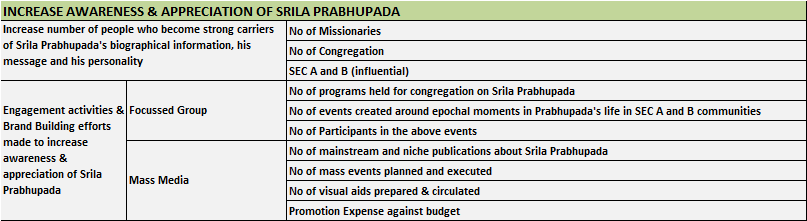 INCREASE AWARENESS & APPRECIATION OF SRILA PRABHUPADA
Increase number of people who become strong carriers
of Srila Prabhupada's biographical information, his
message and his personality
No of Missionaries
No of Congregation
SEC A and B (influential)
Engagement activities &
Brand Building efforts
made to increase
awareness &
appreciation of Srila
Prabhupada
Focussed Group
No of programs held for congregation on Srila Prabhupada
No of events created around epochal moments in Prabhupada's life in SEC A and B communities
No of Participants in the above events
Mass Media
No of mainstream and niche publications about Srila Prabhupada
No of mass events planned and executed
No of visual aids prepared & circulated
Promotion Expense against budget